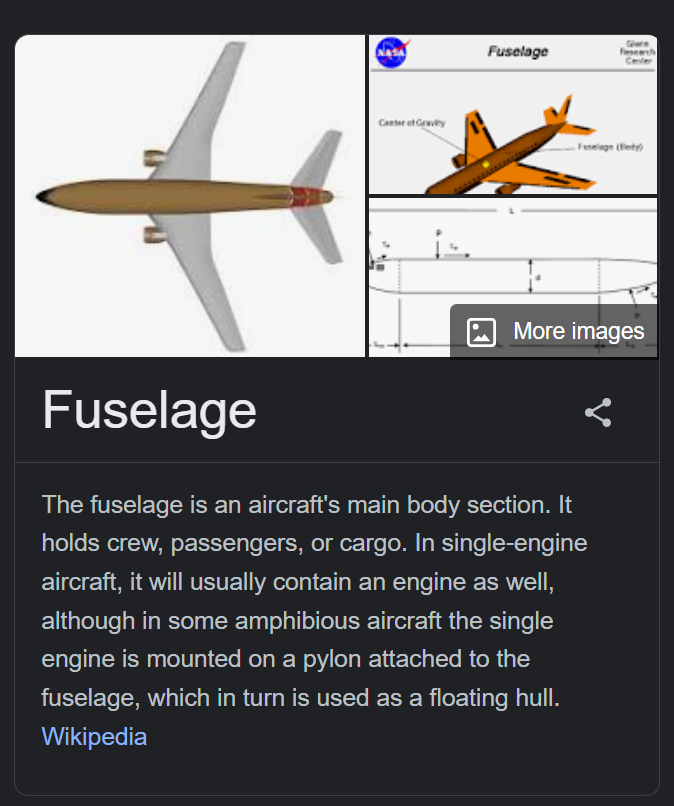 NASA
Fuselage
Glenn
Research
Center
Center of Gravity
Fuselage (Body)
L
P
d
P
More images
Fuselage
The fuselage is an aircraft's main body section. It
holds crew, passengers, or cargo. In single-engine
aircraft, it will usually contain an engine as well,
although in some amphibious aircraft the single
engine is mounted on a pylon attached to the
fuselage, which in turn is used as a floating hull.
Wikipedia